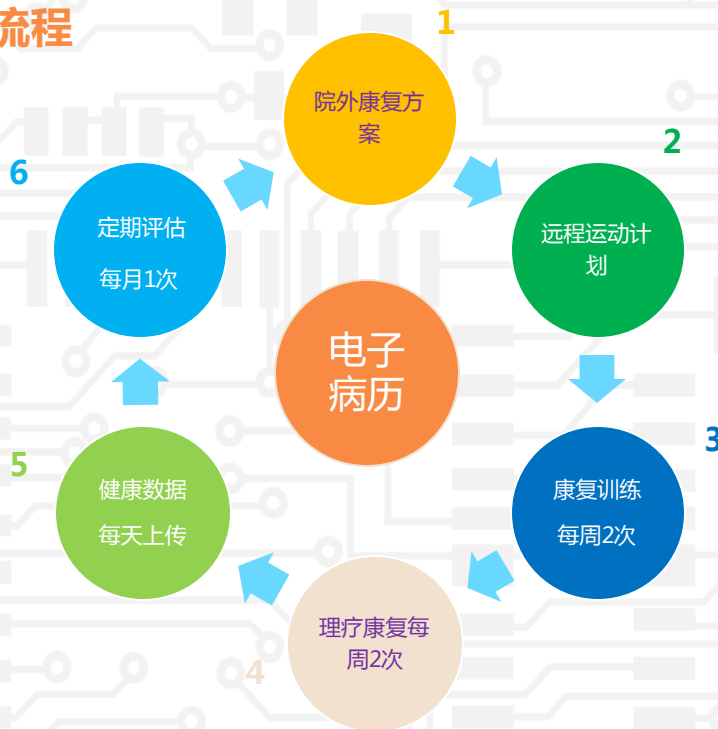 流程
1
院外康复方
案
2
远程运动计
划
3
康复训练
每周2次
4
理疗康复每
周2次
5
健康数据
每天上传
6
定期评估
每月1次
电子
病历